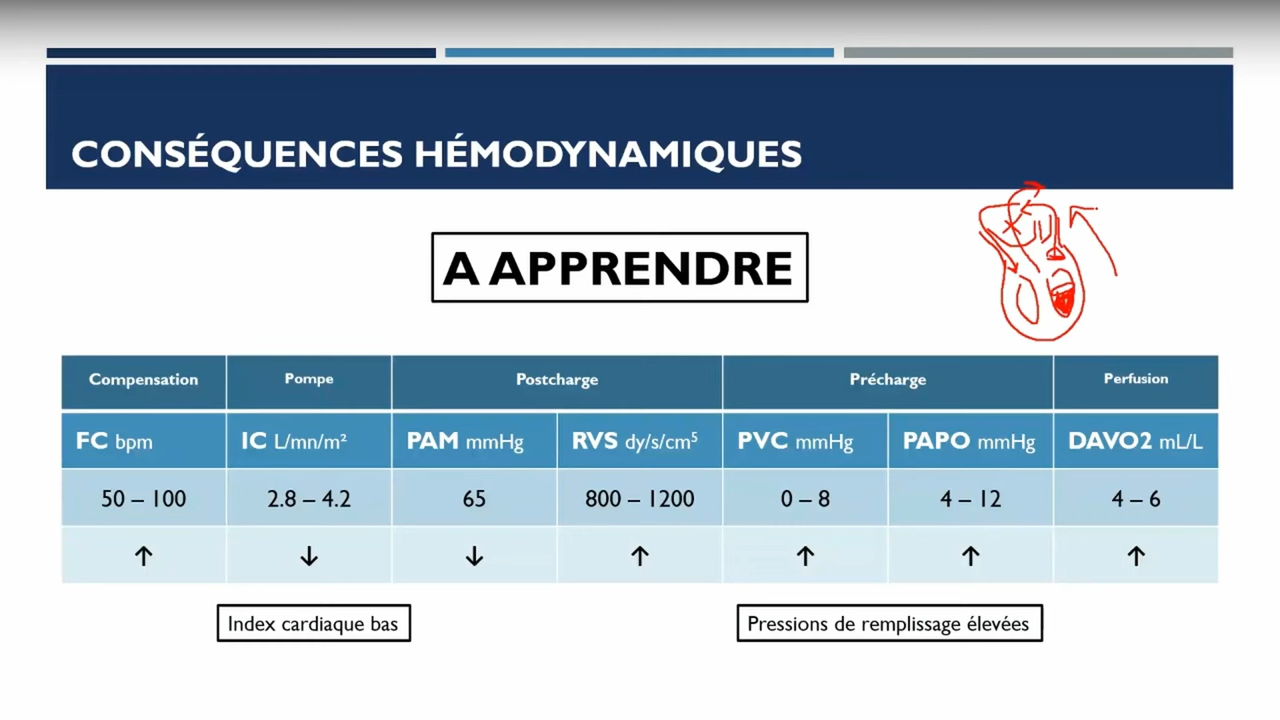 CONSÉQUENCES HÉMODYNAMIQUES
A APPRENDRE
Compensation Pompe Postcharge Précharge Perfusion
FC bpm IC L/mn/m² PAM mmHg RVS dy/s/cm⁵ PVC mmHg PAPO mmHg DAVO2 mL/L
50 – 100 2.8 – 4.2 65 800 – 1200 0 – 8 4 – 12 4 – 6
↑ ↓ ↓ ↑ ↑ ↑ ↑
Index cardiaque bas
Pressions de remplissage élevées